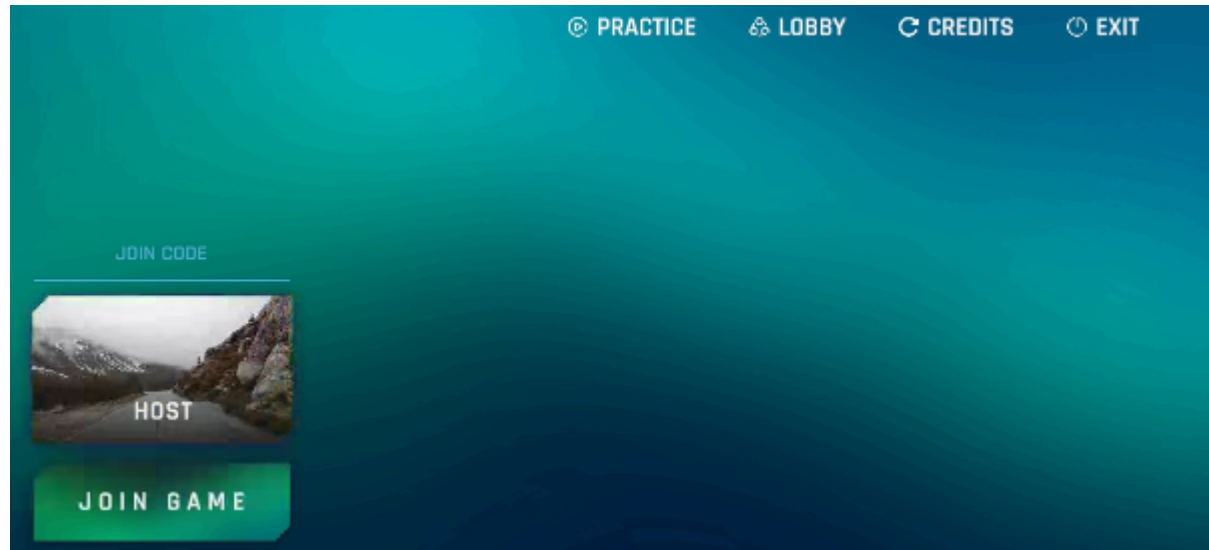 PRACTICE LOBBY CREDITS EXIT
JOIN CODE
HOST
JOIN GAME